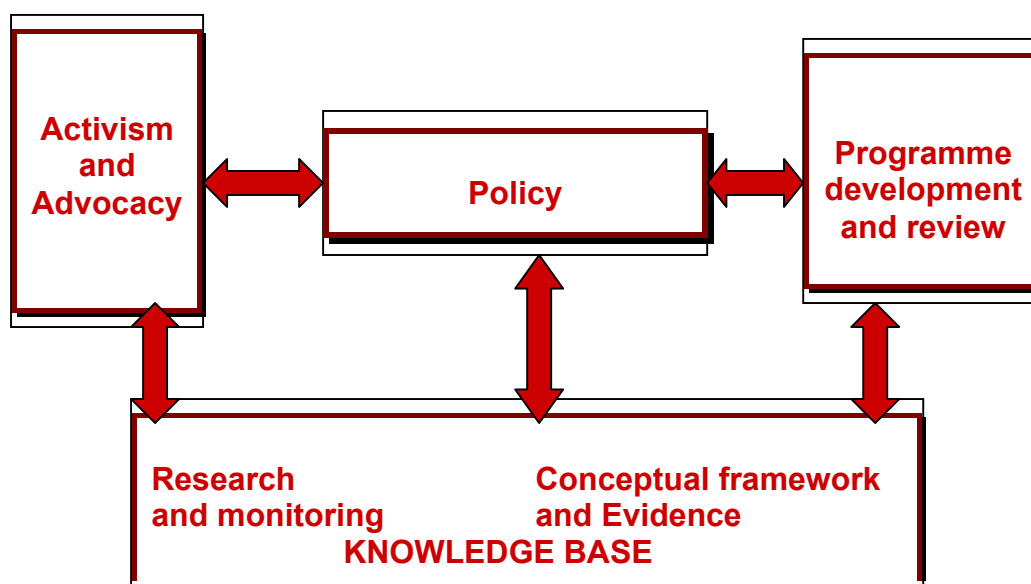 Activism
and
Advocacy
Policy
Programme
development
and review
Research
and monitoring
Conceptual framework
and Evidence
KNOWLEDGE BASE